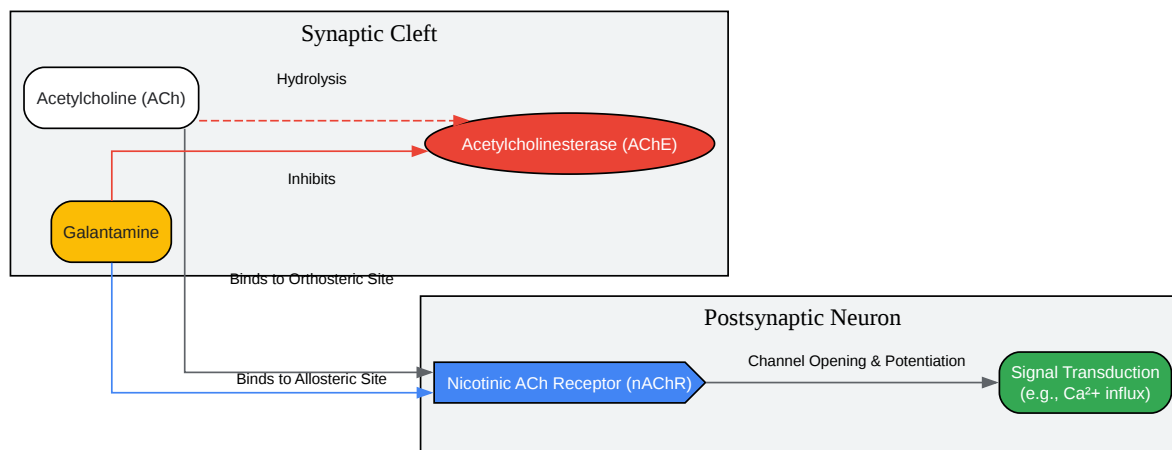 Synaptic Cleft
Hydrolysis
Acetylcholine (ACh)
Acetylcholinesterase (AChE)
Inhibits
Galantamine
Binds to Orthosteric Site
Postsynaptic Neuron
Channel Opening & Potentiation
Binds to Allosteric Site
Nicotinic ACh Receptor (nAChR)
Signal Transduction
(e.g., Ca²+ influx)